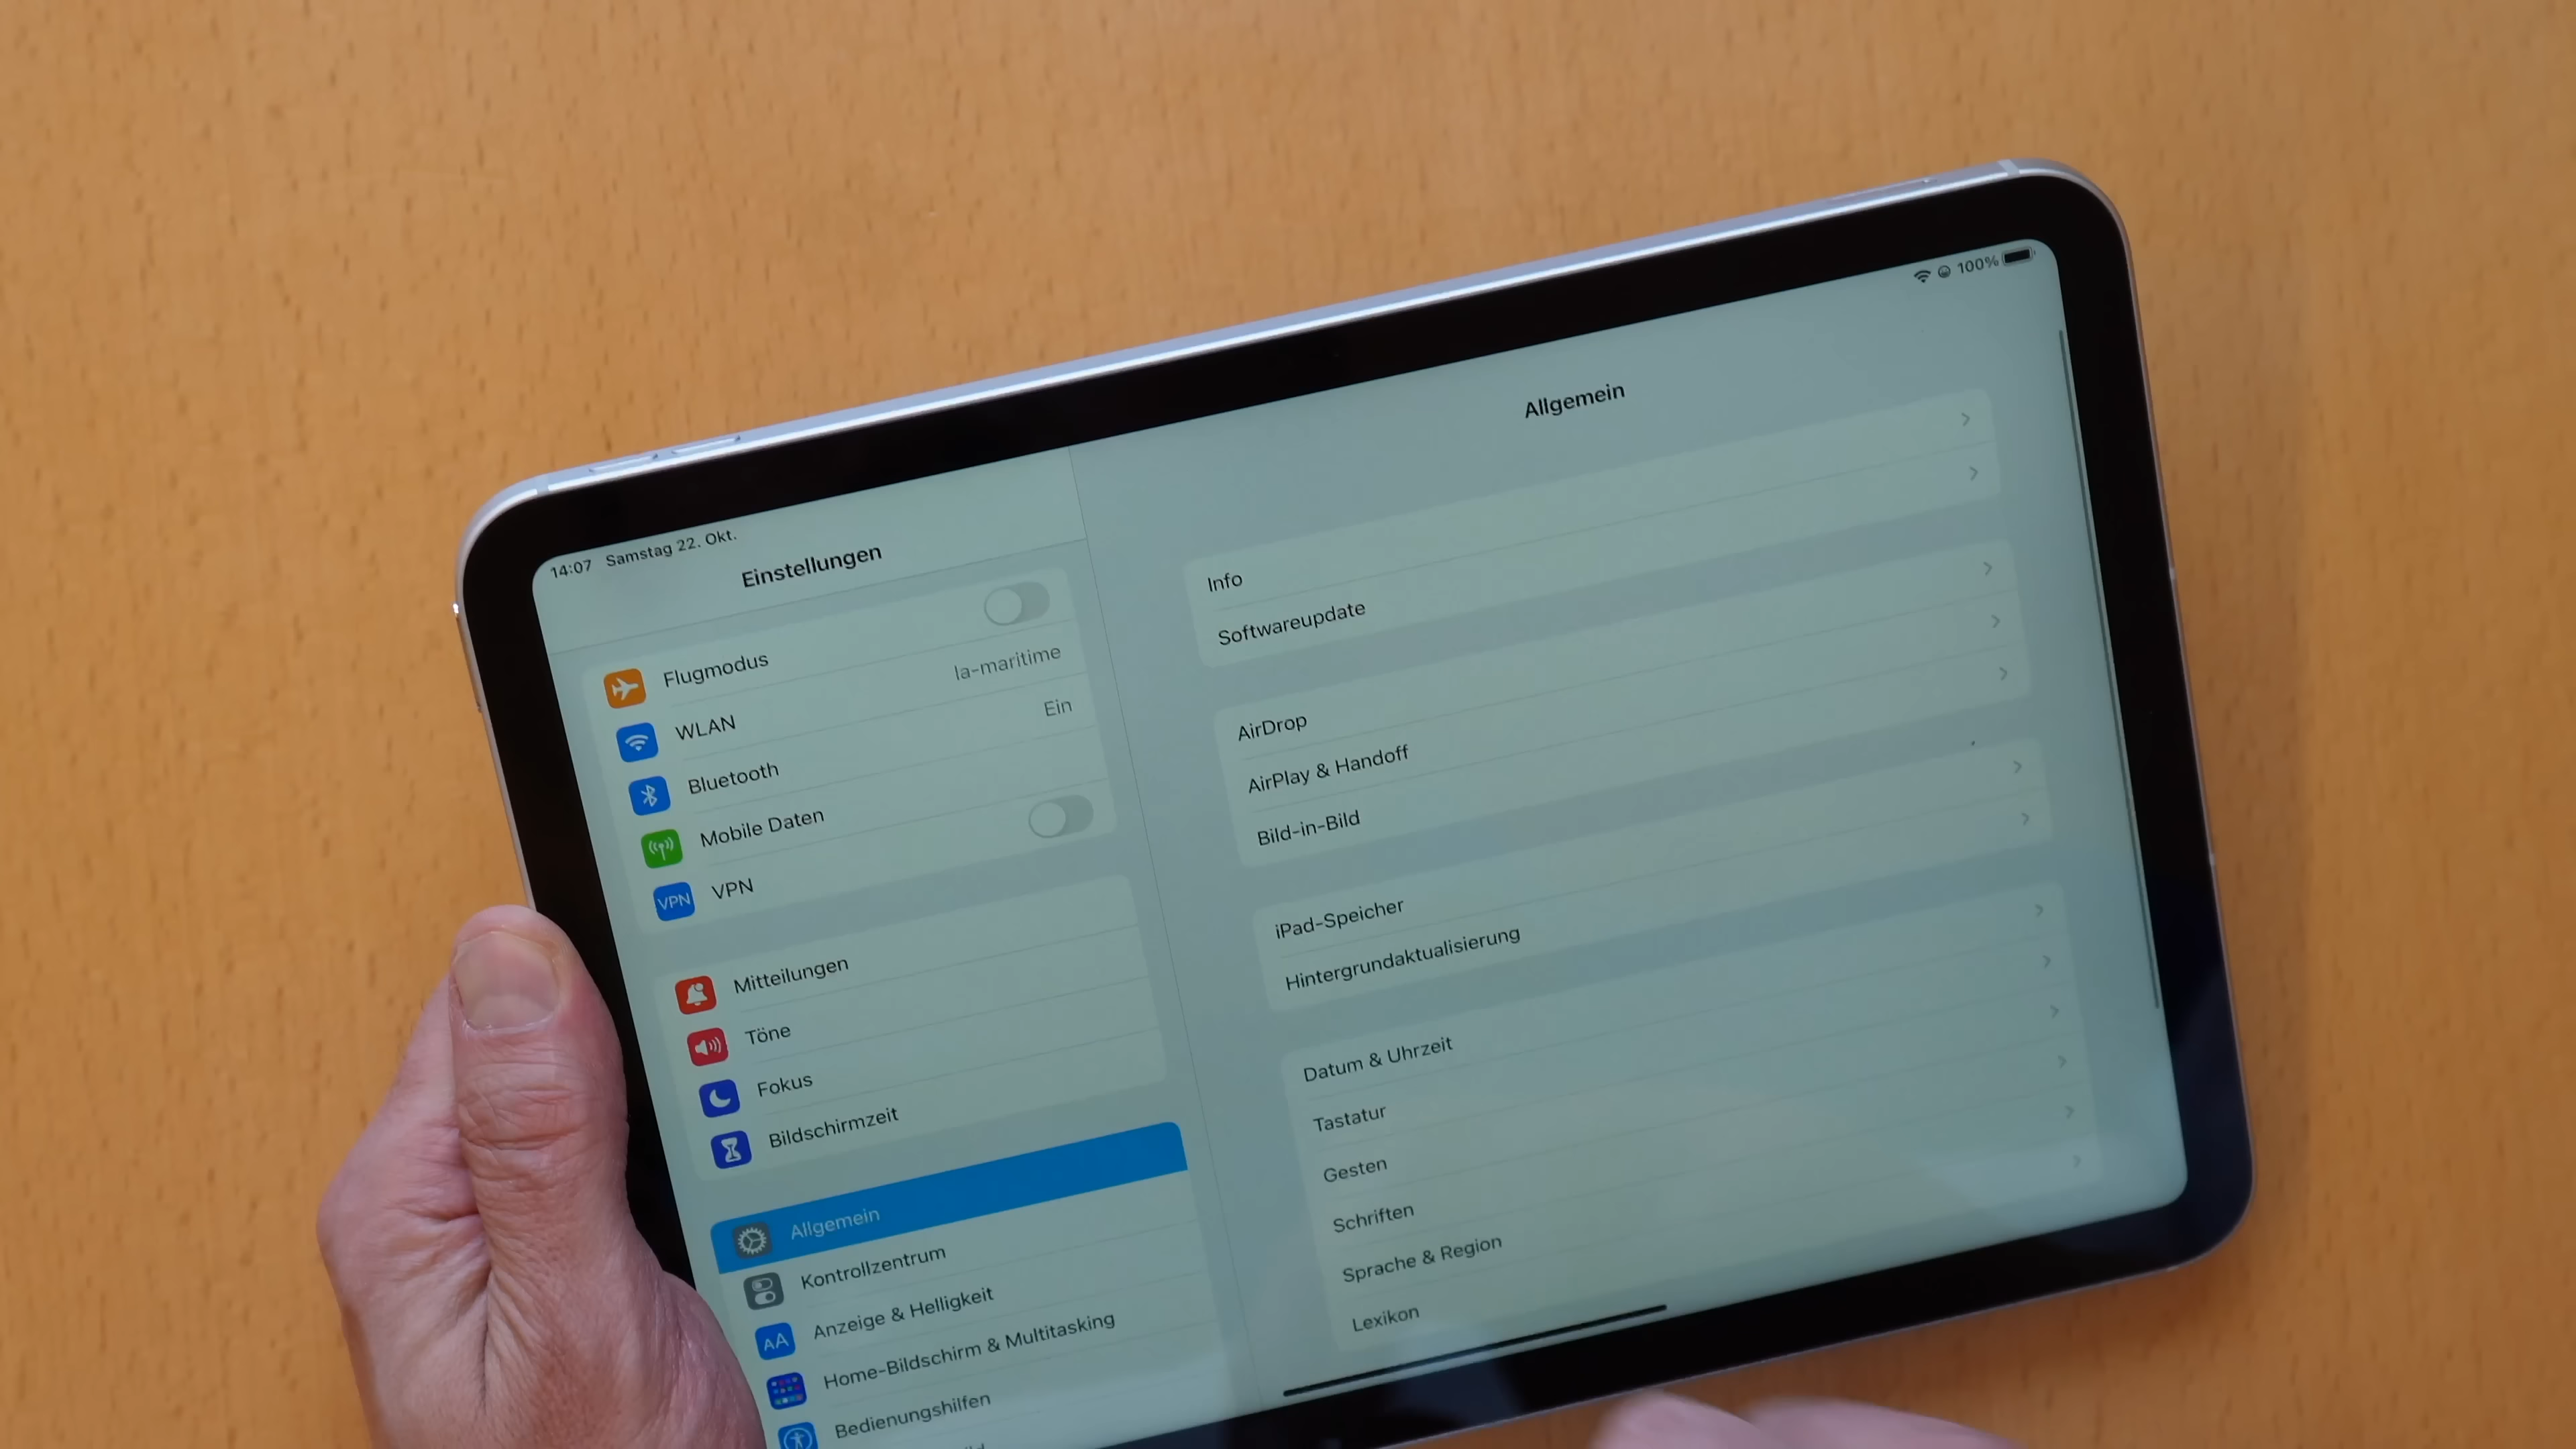 14:07 Samstag 22. Okt.
100%
Einstellungen
Flugmodus
WLAN
la-maritime
Bluetooth
Ein
Mobile Daten
VPN
VPN
Mitteilungen
Töne
Fokus
Bildschirmzeit
Allgemein
Kontrollzentrum
AA
Anzeige & Helligkeit
Home-Bildschirm & Multitasking
Bedienungshilfen
Allgemein
Info
Softwareupdate
AirDrop
AirPlay & Handoff
Bild-in-Bild
iPad-Speicher
Hintergrundaktualisierung
Datum & Uhrzeit
Tastatur
Gesten
Schriften
Sprache & Region
Lexikon